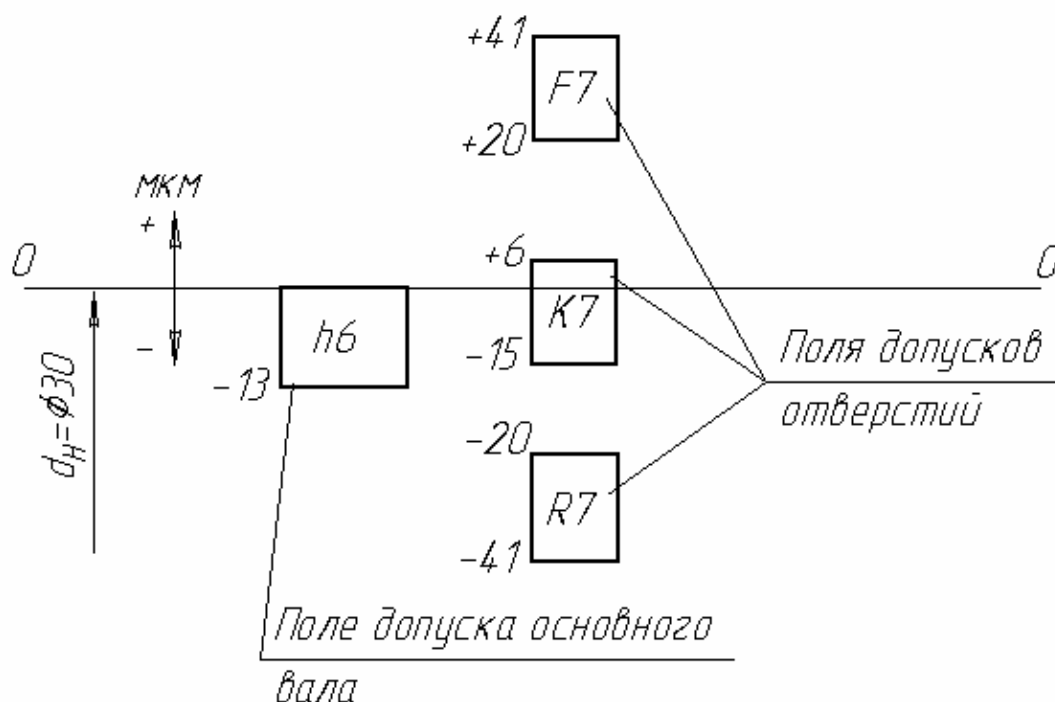 +41
F7
+20
мкм
+
0
+6
0
h6
K7
-
-13
-15
Поля допусков
отверстий
dн=ϕ30
-20
R7
-41
Поле допуска основного
вала